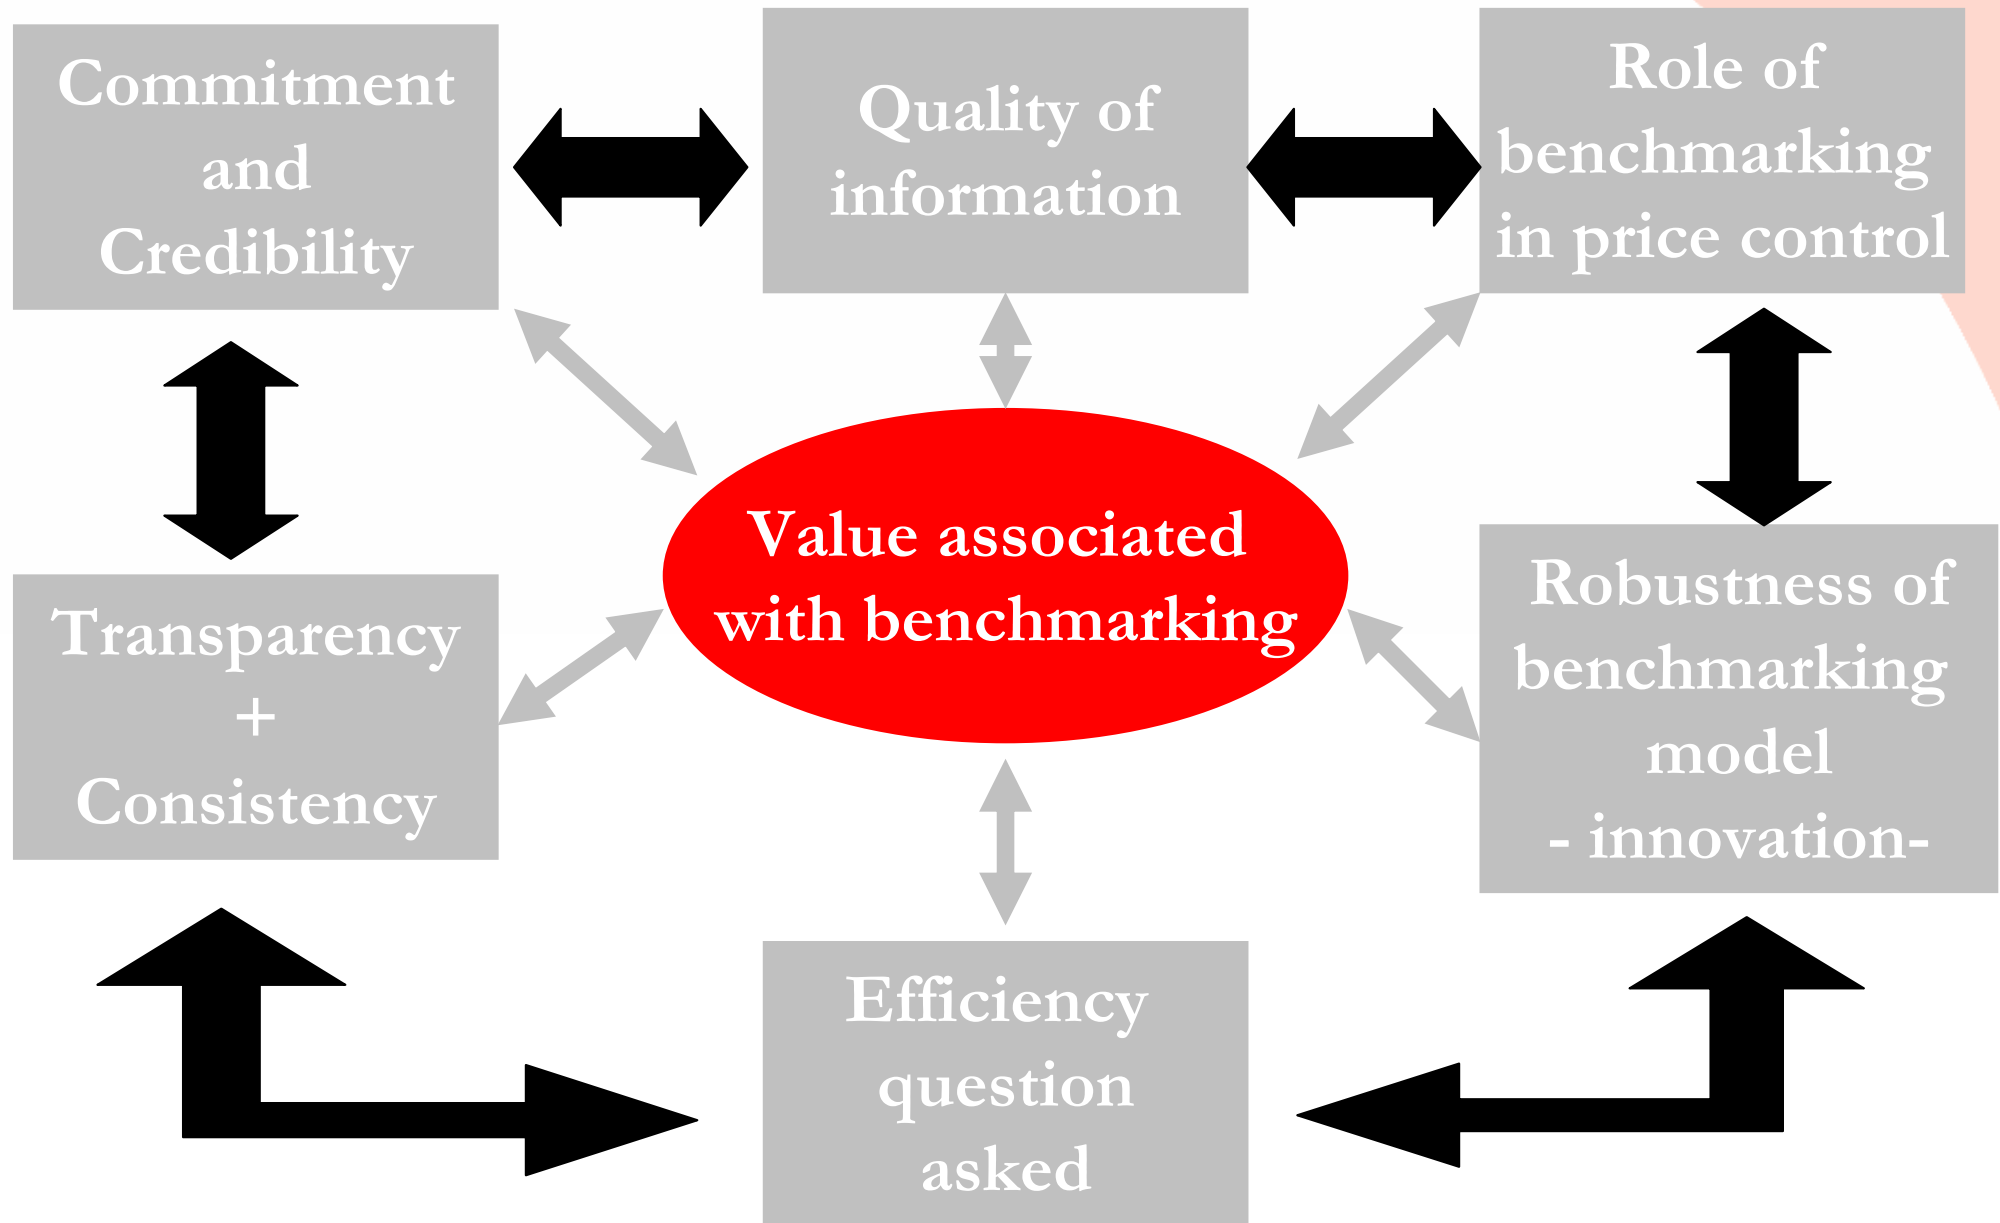 Commitment
and
Credibility
Quality of
information
Role of
benchmarking
in price control
Value associated
with benchmarking
Transparency
+
Consistency
Robustness of
benchmarking
model
- innovation-
Efficiency
question
asked